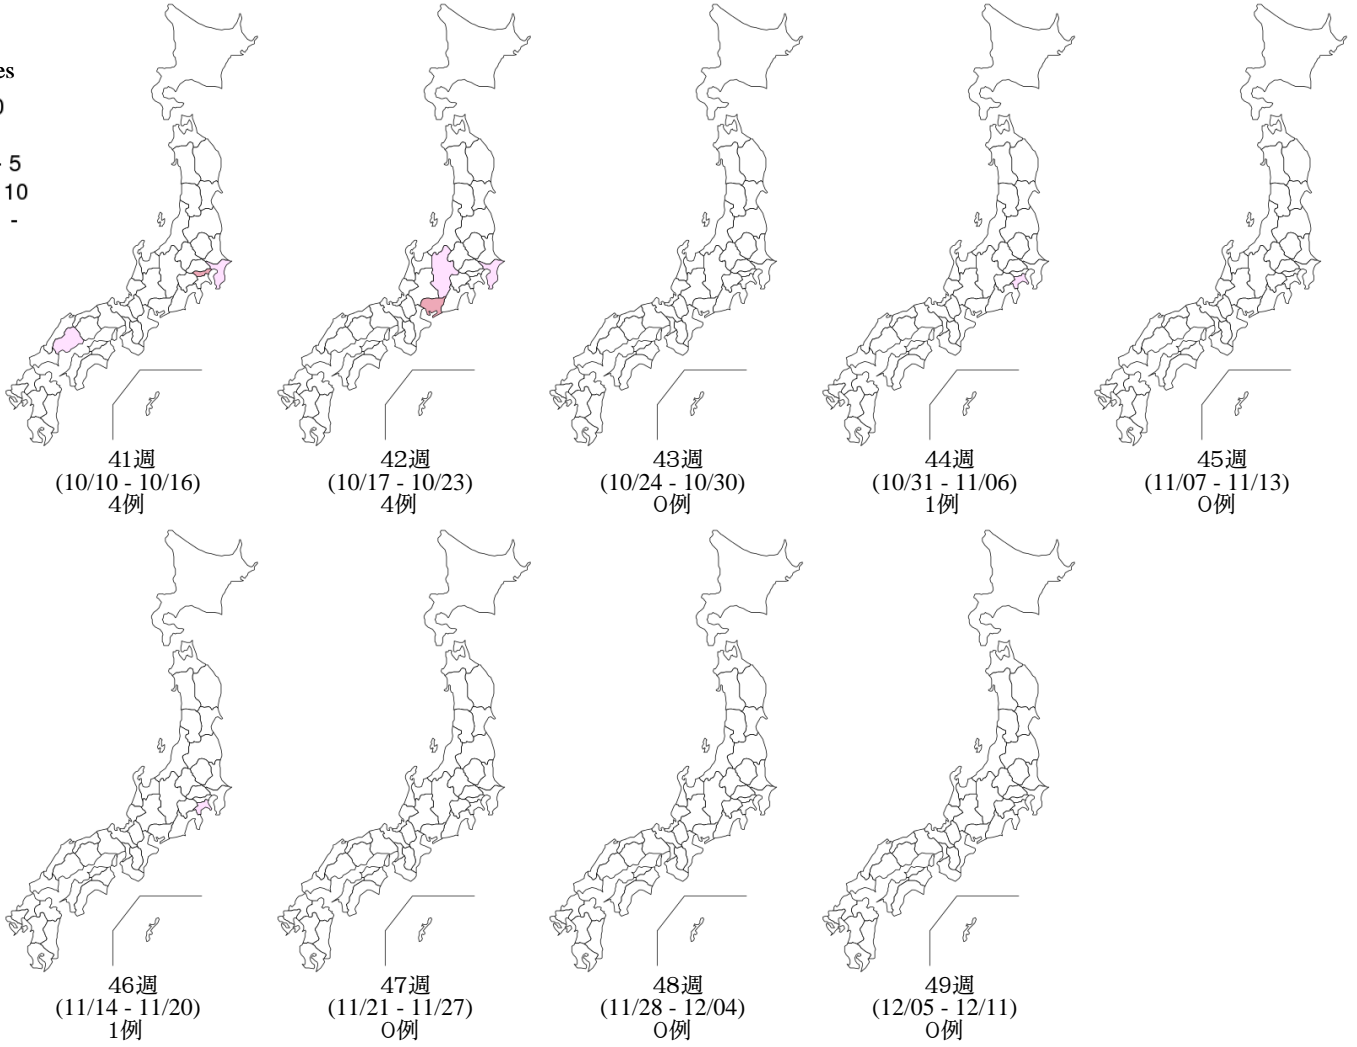 es
0
- 5
10
-
41週
(10/10 - 10/16)
4例
42週
(10/17 - 10/23)
4例
43週
(10/24 - 10/30)
0例
44週
(10/31 - 11/06)
1例
45週
(11/07 - 11/13)
0例
46週
(11/14 - 11/20)
1例
47週
(11/21 - 11/27)
0例
48週
(11/28 - 12/04)
0例
49週
(12/05 - 12/11)
0例